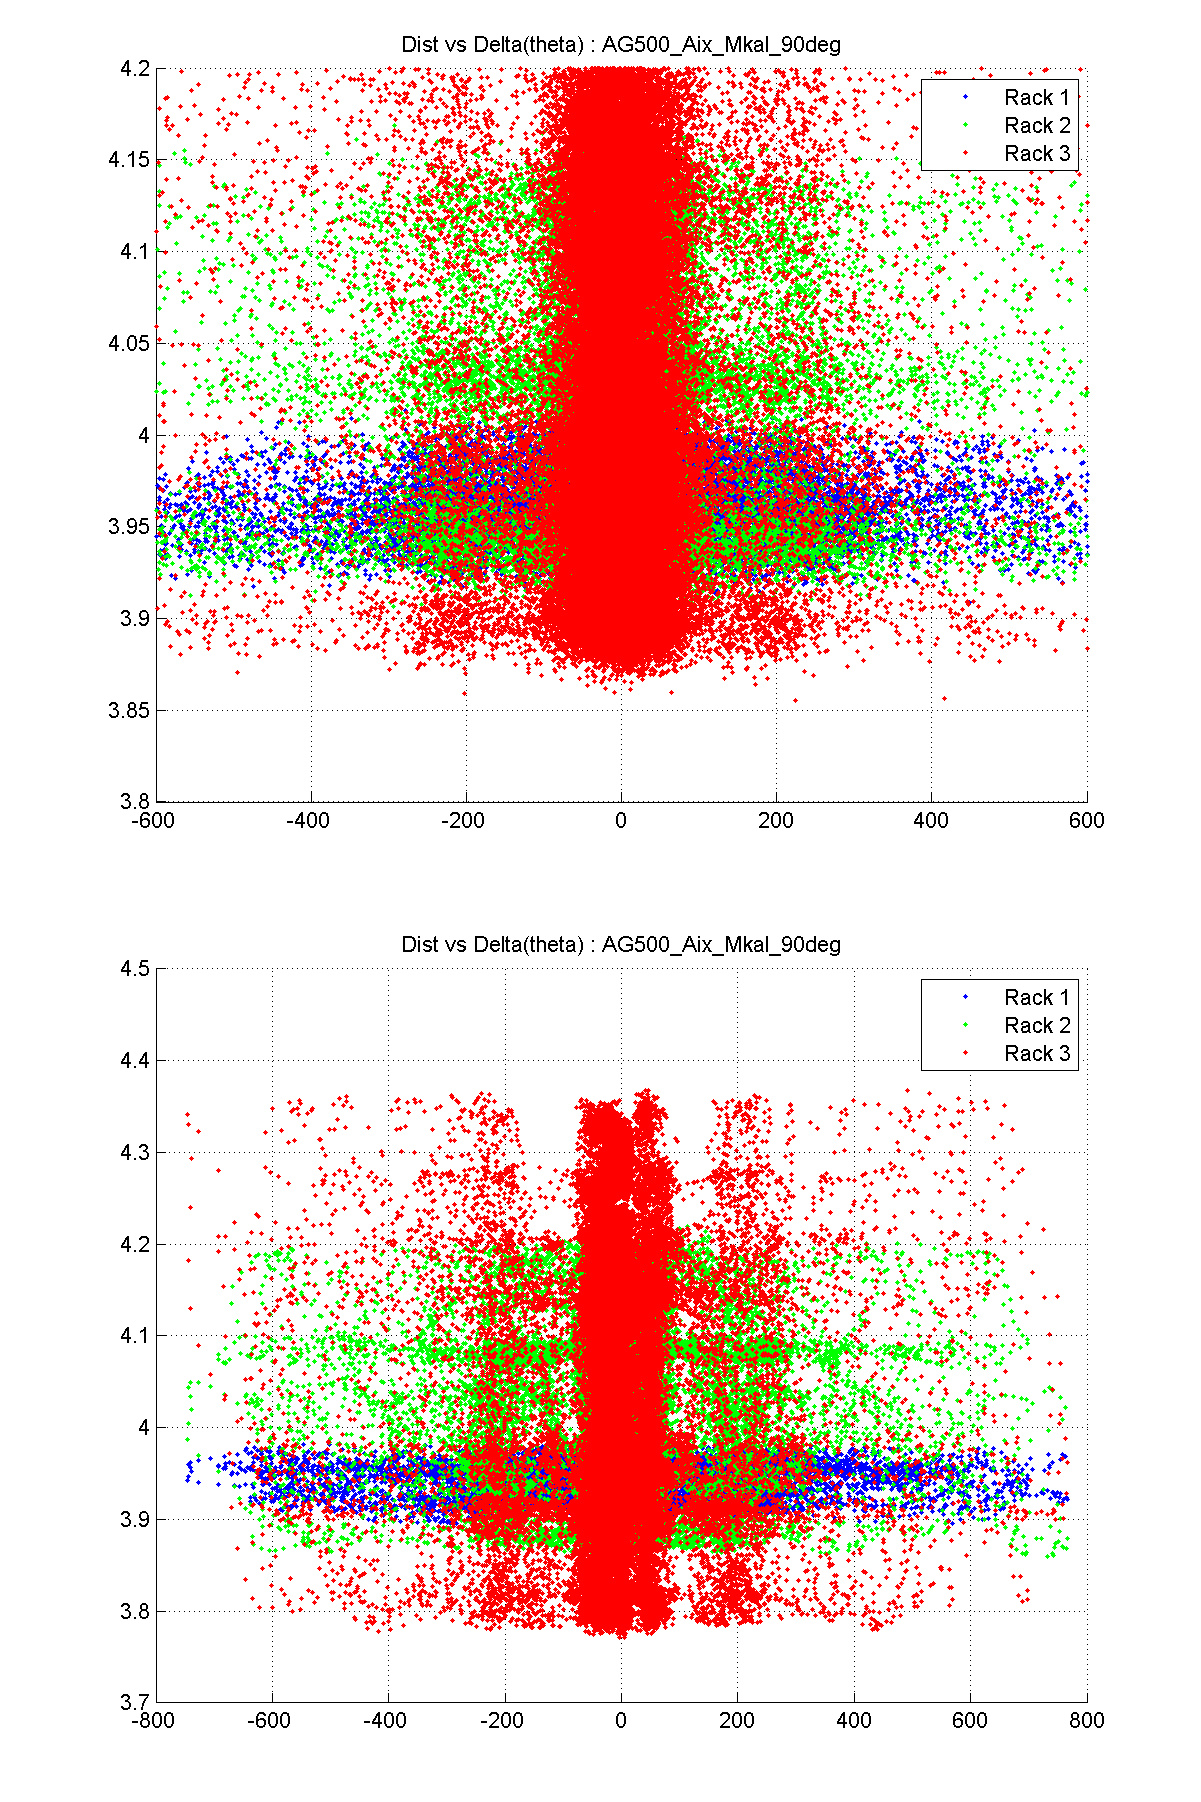 Dist vs Delta(theta) : AG500_Aix_Mkal_90deg
4.2
Rack 1
Rack 2
Rack 3
4.15
4.1
4.05
4
3.95
3.9
3.85
3.8
-600 -400 -200 0 200 400 600
Dist vs Delta(theta) : AG500_Aix_Mkal_90deg
4.5
Rack 1
Rack 2
Rack 3
4.4
4.3
4.2
4.1
4
3.9
3.8
3.7
-800 -600 -400 -200 0 200 400 600 800